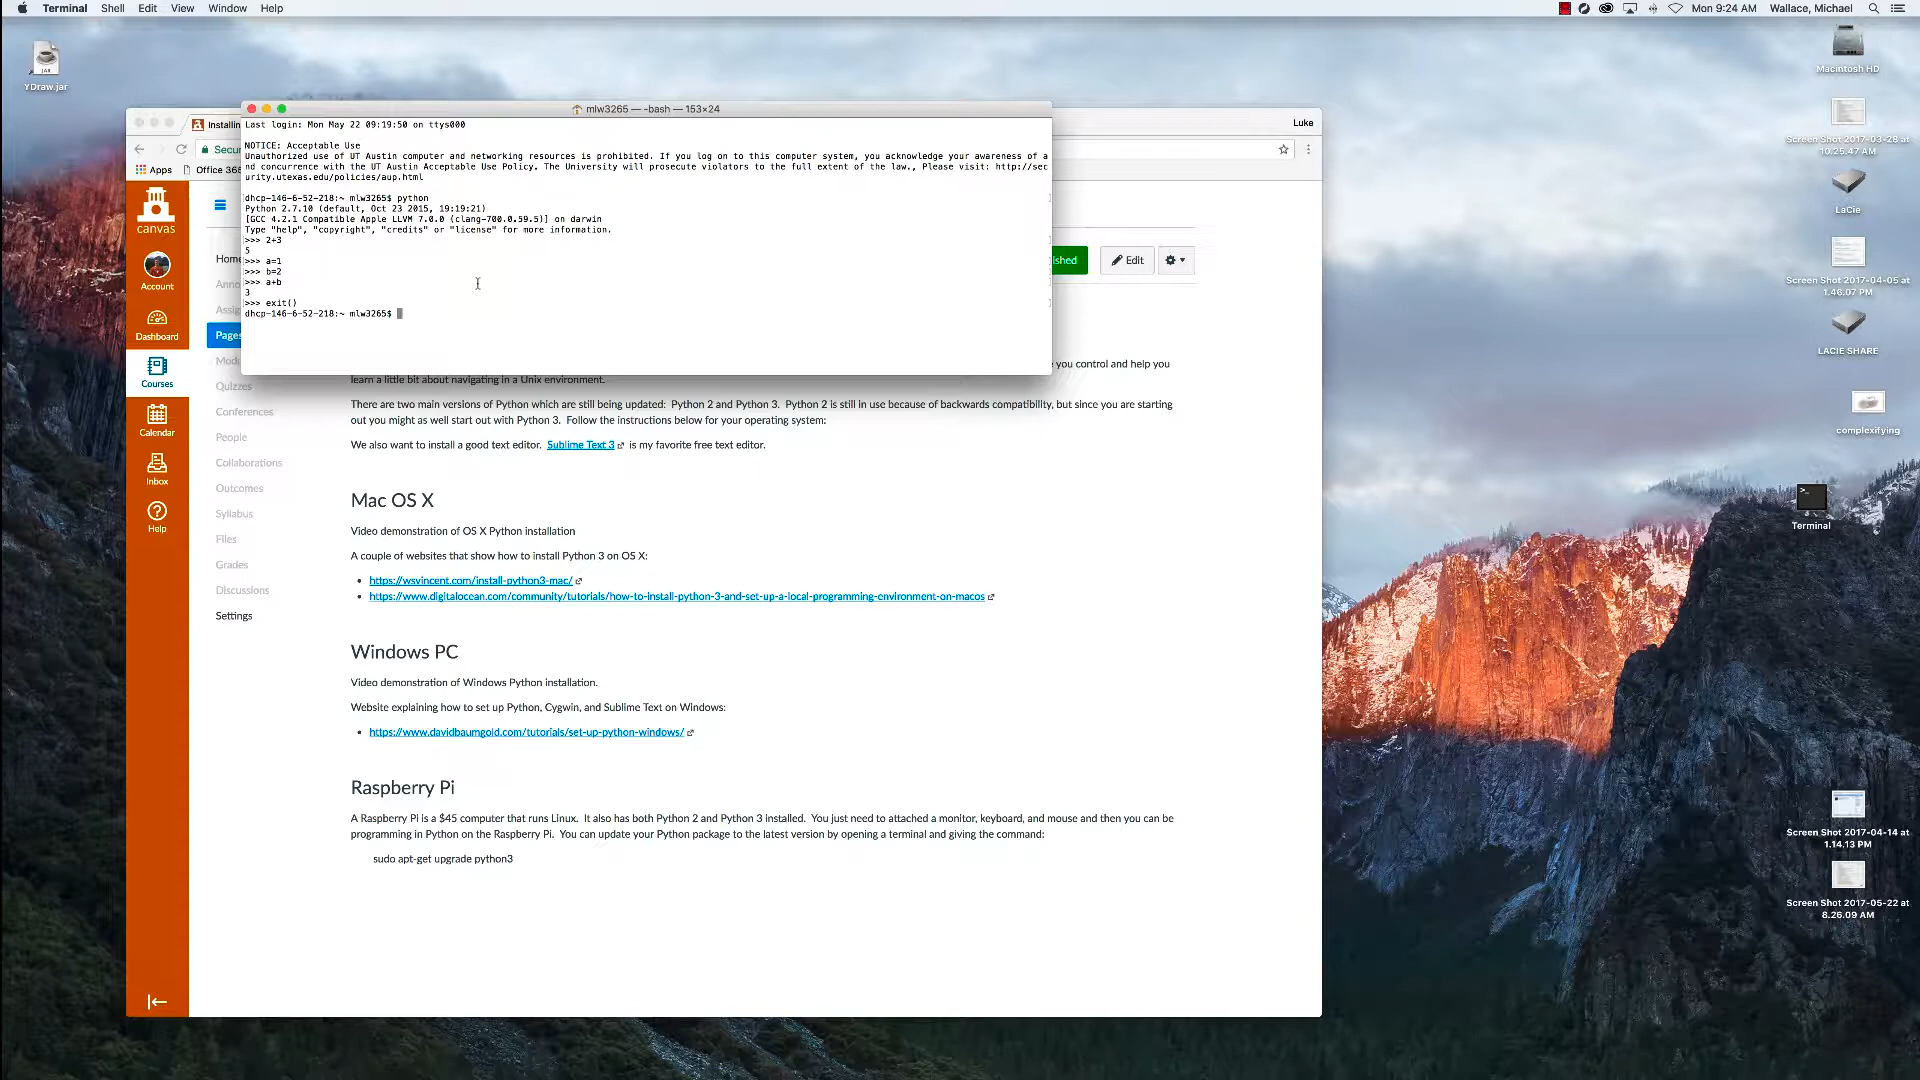 Terminal Shell Edit View Window Help
Mon 9:24 AM Wallace, Michael
JAR
YDraw.jar
Macintosh HD
Screen Shot 2017-03-28 at
10.25.47 AM
LaCie
Screen Shot 2017-04-05 at
1.46.07 PM
LACIE SHARE
complexifying
Terminal
Screen Shot 2017-04-14 at
1.14.13 PM
Screen Shot 2017-05-22 at
8.26.09 AM
mlw3265 — -bash — 153×24
Last login: Mon May 22 09:19:50 on ttys000
NOTICE: Acceptable Use
Unauthorized use of UT Austin computer and networking resources is prohibited. If you log on to this computer system, you acknowledge your awareness of a
nd concurrence with the UT Austin Acceptable Use Policy. The University will prosecute violators to the full extent of the law., Please visit: http://sec
urity.utexas.edu/policies/aup.html
dhcp-146-6-52-218:~ mlw3265$ python
Python 2.7.10 (default, Oct 23 2015, 19:19:21)
[GCC 4.2.1 Compatible Apple LLVM 7.0.0 (clang-700.0.59.5)] on darwin
Type "help", "copyright", "credits" or "license" for more information.
>>> 2+3
5
>>> a=1
>>> b=2
>>> a+b
3
>>> exit()
dhcp-146-6-52-218:~ mlw3265$
Luke
Apps
canvas
Account
Dashboard
Courses
Calendar
Inbox
Help
Pages
Quizzes
Conferences
People
Collaborations
Outcomes
Syllabus
Files
Grades
Discussions
Settings
Edit
you control and help you
learn a little bit about navigating in a Unix environment.
There are two main versions of Python which are still being updated: Python 2 and Python 3. Python 2 is still in use because of backwards compatibility, but since you are starting
out you might as well start out with Python 3. Follow the instructions below for your operating system:
We also want to install a good text editor. Sublime Text 3 is my favorite free text editor.
Mac OS X
Video demonstration of OS X Python installation
A couple of websites that show how to install Python 3 on OS X:
https://wsvincent.com/install-python3-mac/
https://www.digitalocean.com/community/tutorials/how-to-install-python-3-and-set-up-a-local-programming-environment-on-macos
Windows PC
Video demonstration of Windows Python installation.
Website explaining how to set up Python, Cygwin, and Sublime Text on Windows:
https://www.davidbaumgold.com/tutorials/set-up-python-windows/
Raspberry Pi
A Raspberry Pi is a $45 computer that runs Linux. It also has both Python 2 and Python 3 installed. You just need to attached a monitor, keyboard, and mouse and then you can be
programming in Python on the Raspberry Pi. You can update your Python package to the latest version by opening a terminal and giving the command:
sudo apt-get upgrade python3